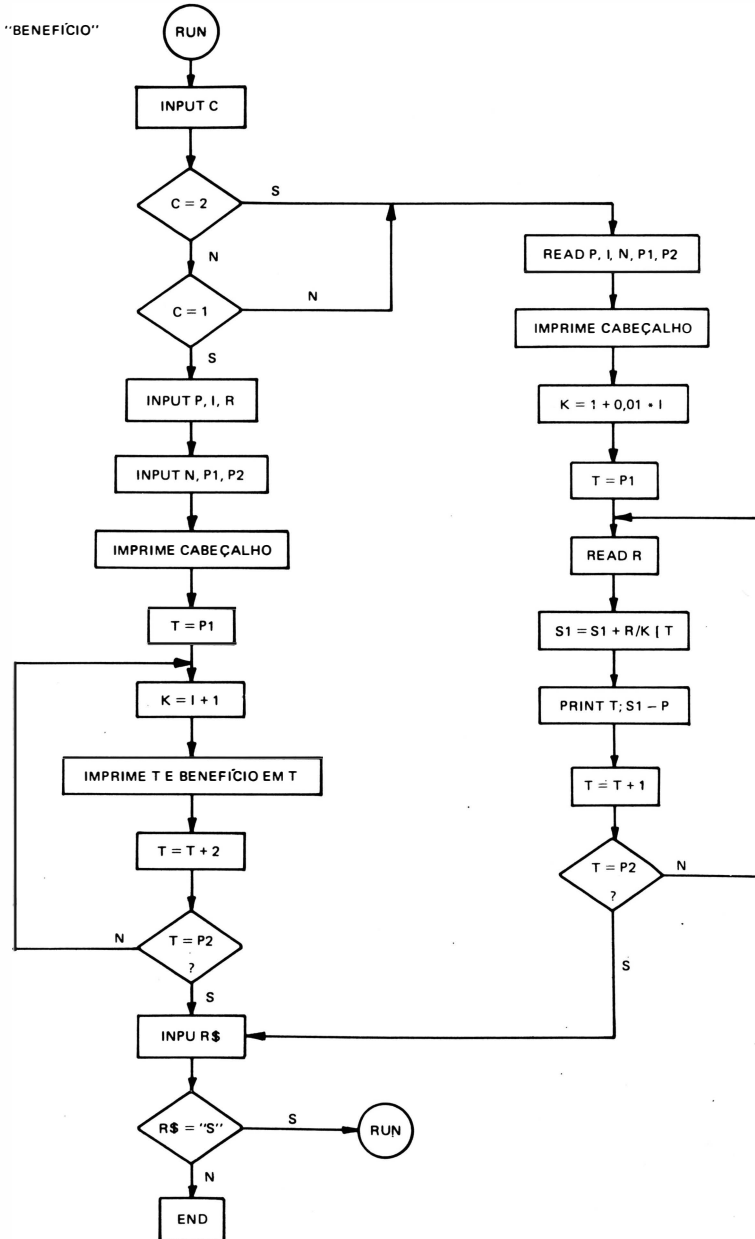 "BENEFÍCIO"
RUN
INPUT C
C = 2
S
N
C = 1
N
S
INPUT P, I, R
INPUT N, P1, P2
IMPRIME CABEÇALHO
T = P1
K = I + 1
IMPRIME T E BENEFÍCIO EM T
T = T + 2
T = P2
?
N
S
INPU R$
R$ = "S"
S
RUN
N
END
READ P, I, N, P1, P2
IMPRIME CABEÇALHO
K = 1 + 0,01 * I
T = P1
READ R
S1 = S1 + R/K [ T
PRINT T; S1 – P
T = T + 1
T = P2
?
N
S